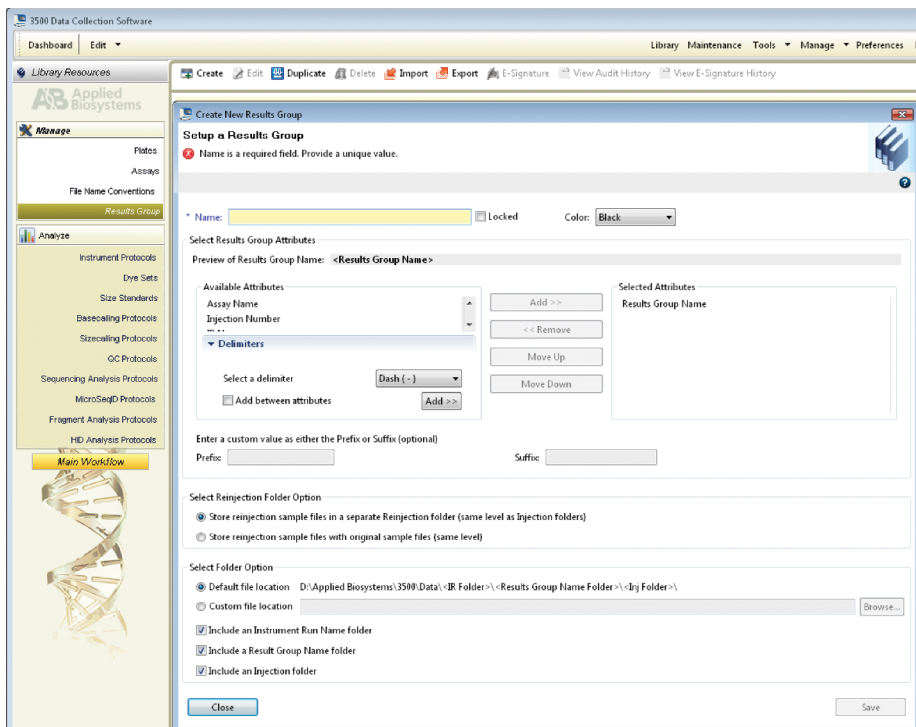 3500 Data Collection Software
Dashboard Edit Library Maintenance Tools Manage Preferences
Library Resources
Create Edit Duplicate Delete Import Export E-Signature View Audit History View E-Signature History
AB Applied
Biosystems
Manage
Plates
Assays
File Name Conventions
Results Group
Analyze
Instrument Protocols
Dye Sets
Size Standards
Basecalling Protocols
Sizecalling Protocols
QC Protocols
Sequencing Analysis Protocols
MicroSeqID Protocols
Fragment Analysis Protocols
HID Analysis Protocols
Main Workflow
Create New Results Group
Setup a Results Group
Name is a required field. Provide a unique value.
* Name: Locked Color: Black
Select Results Group Attributes
Preview of Results Group Name: <Results Group Name>
Available Attributes
Assay Name
Injection Number
Delimiters
Select a delimiter Dash ( - )
Add between attributes Add >>
Add >>
<< Remove
Move Up
Move Down
Selected Attributes
Results Group Name
Enter a custom value as either the Prefix or Suffix (optional)
Prefix: Suffix:
Select Reinjection Folder Option
Store reinjection sample files in a separate Reinjection folder (same level as Injection folders)
Store reinjection sample files with original sample files (same level)
Select Folder Option
Default file location D:\Applied Biosystems\3500\Data\<IR Folder>\<Results Group Name Folder>\<Inj Folder>\
Custom file location Browse...
Include an Instrument Run Name folder
Include a Result Group Name folder
Include an Injection folder
Close Save